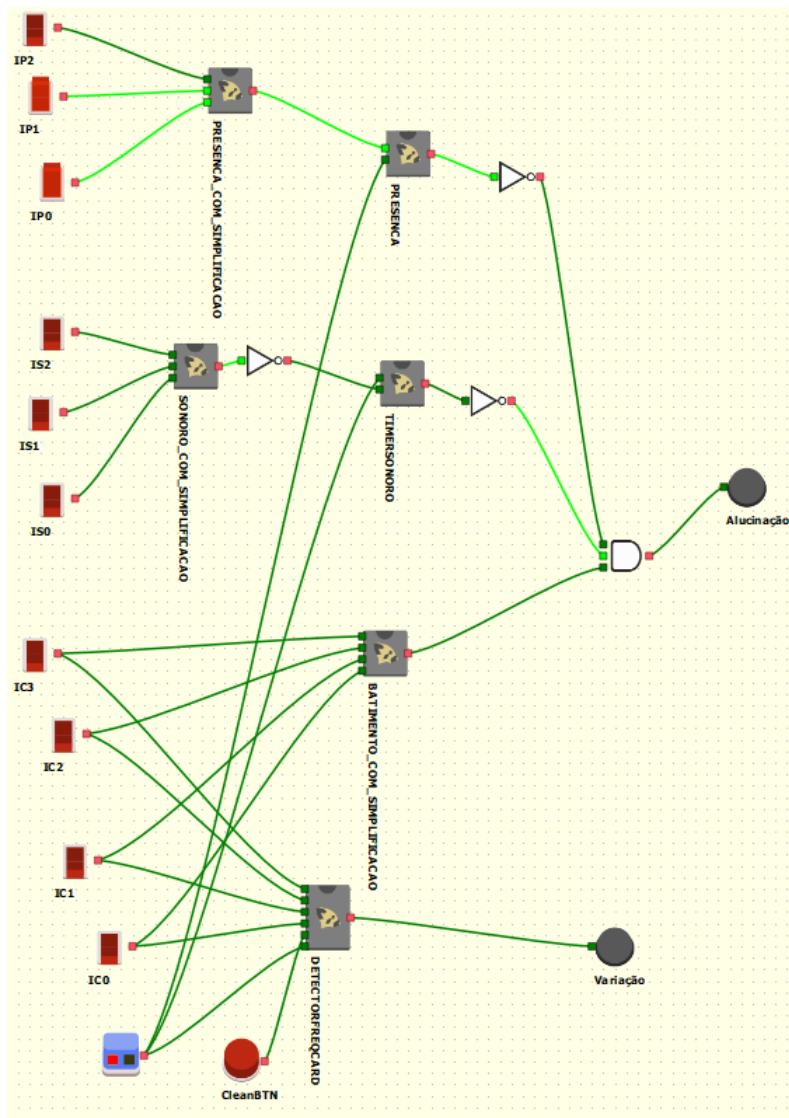 IP2
IP1
IP0
PRESENCA_COM_SIMPLIFICACAO
PRESENCA
IS2
IS1
IS0
SONORO_COM_SIMPLIFICACAO
TIMERSONORO
Alucinação
IC3
IC2
IC1
IC0
BATIMENTO_COM_SIMPLIFICACAO
DETECTORFREQCARD
Variação
CleanBTN